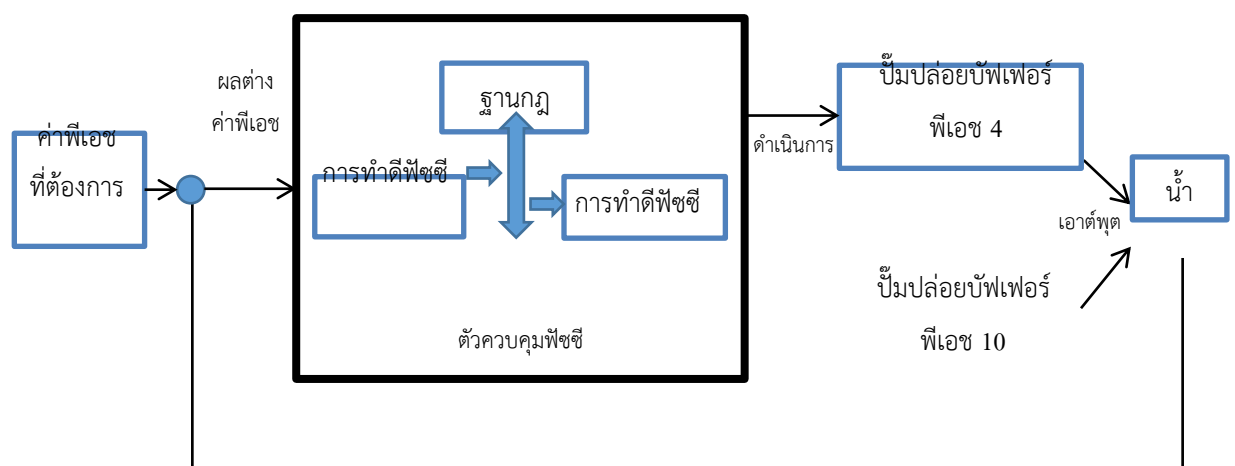 ค่าพีเอช
ที่ต้องการ
ผลต่าง
ค่าพีเอช
ฐานกฎ
การทำดีฟัซซี
การทำดีฟัซซี
ตัวควบคุมฟัซซี
ดำเนินการ
ปั๊มปล่อยบัฟเฟอร์
พีเอช 4
น้ำ
เอาต์พุต
ปั๊มปล่อยบัฟเฟอร์
พีเอช 10